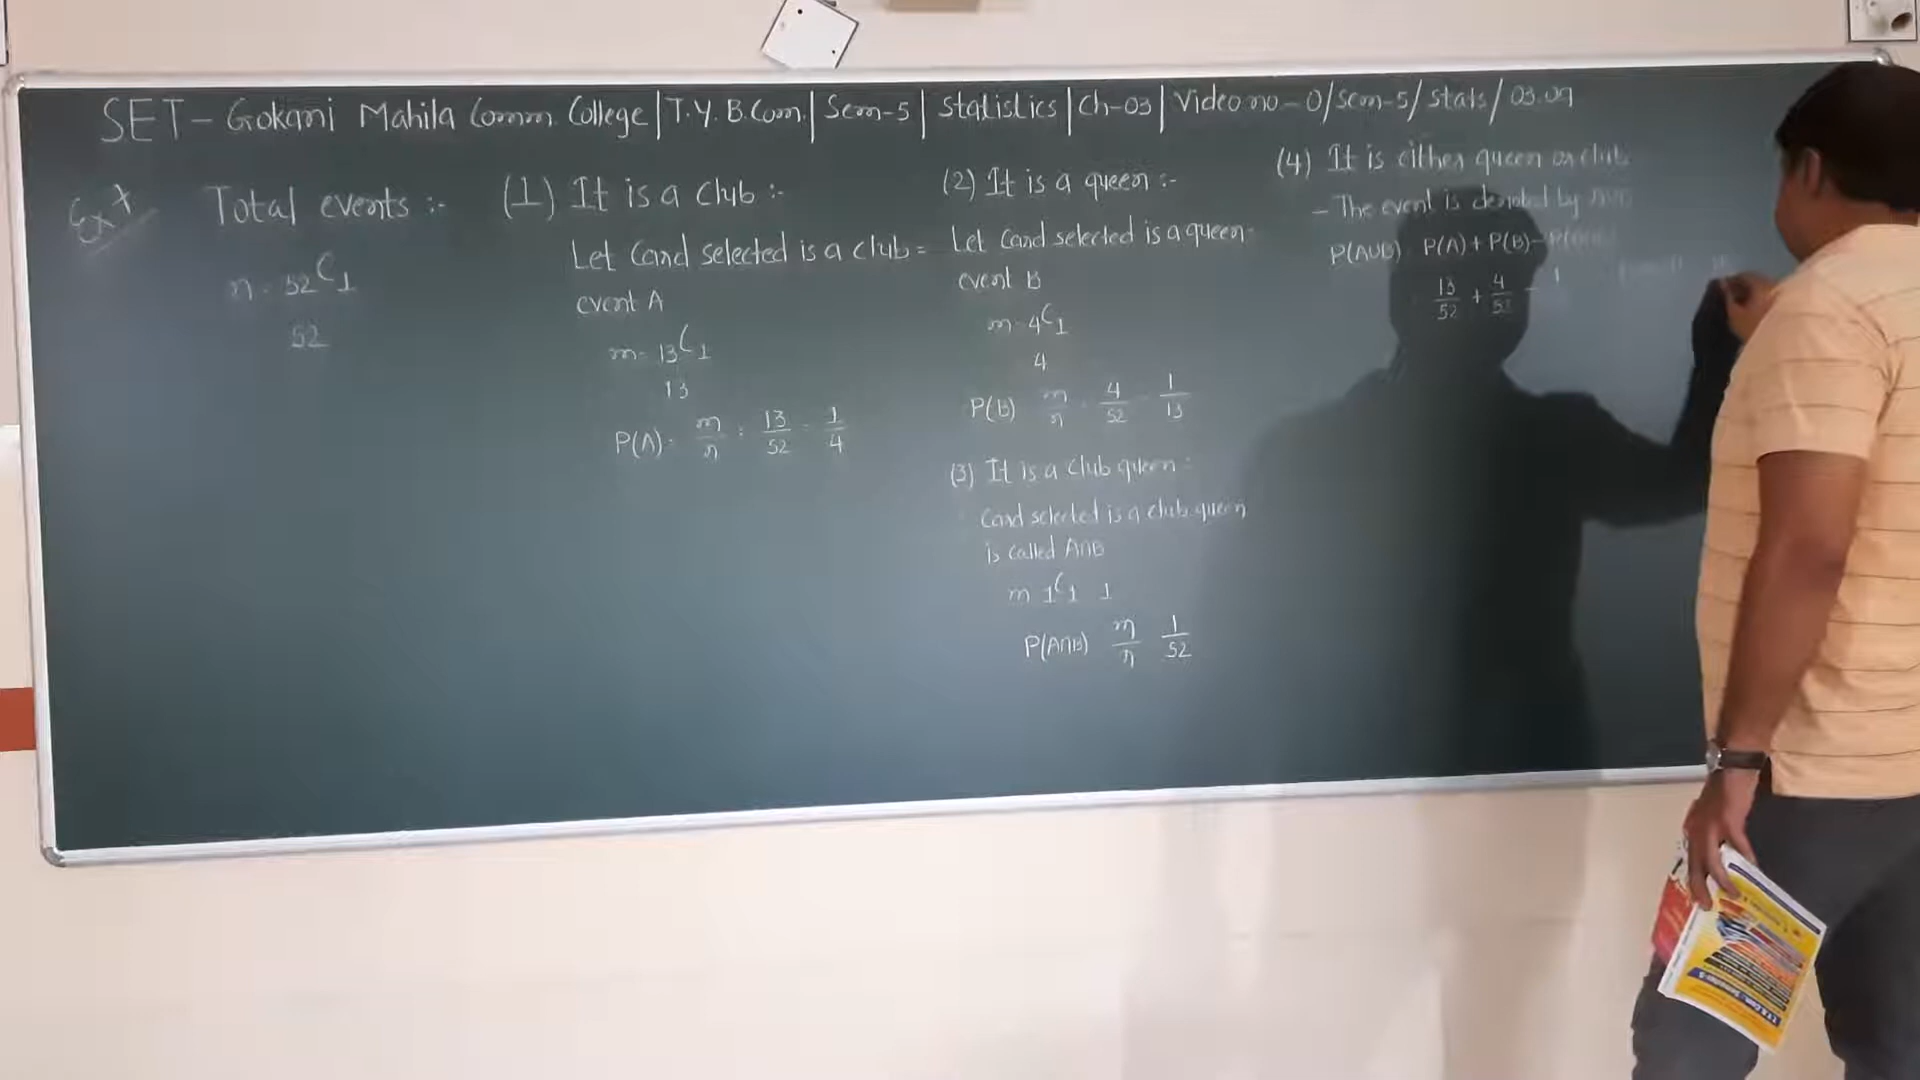 SET - Gokani Mahila Comm. College | T.Y. B.Com. | Sem-5 | Statistics | Ch-03 | Video no - 0/Sem-5/Stats/03.09
Ex
Total events :-
n = 52C1
52
(1) It is a club :-
Let Card selected is a club =
event A
m = 13C1
13
P(A) = m/n = 13/52 = 1/4
(2) It is a queen :-
Let Card selected is a queen =
event B
m = 4C1
4
P(B) m/n = 4/52 = 1/13
(3) It is a club queen :
Card selected is a club queen
is called A∩B
m 1C1 1
P(A∩B) m/n 1/52
(4) It is either queen or club
- The event is denoted by
P(A∪B) P(A) + P(B) - P(A∩B)
13/52 + 4/52 - 1